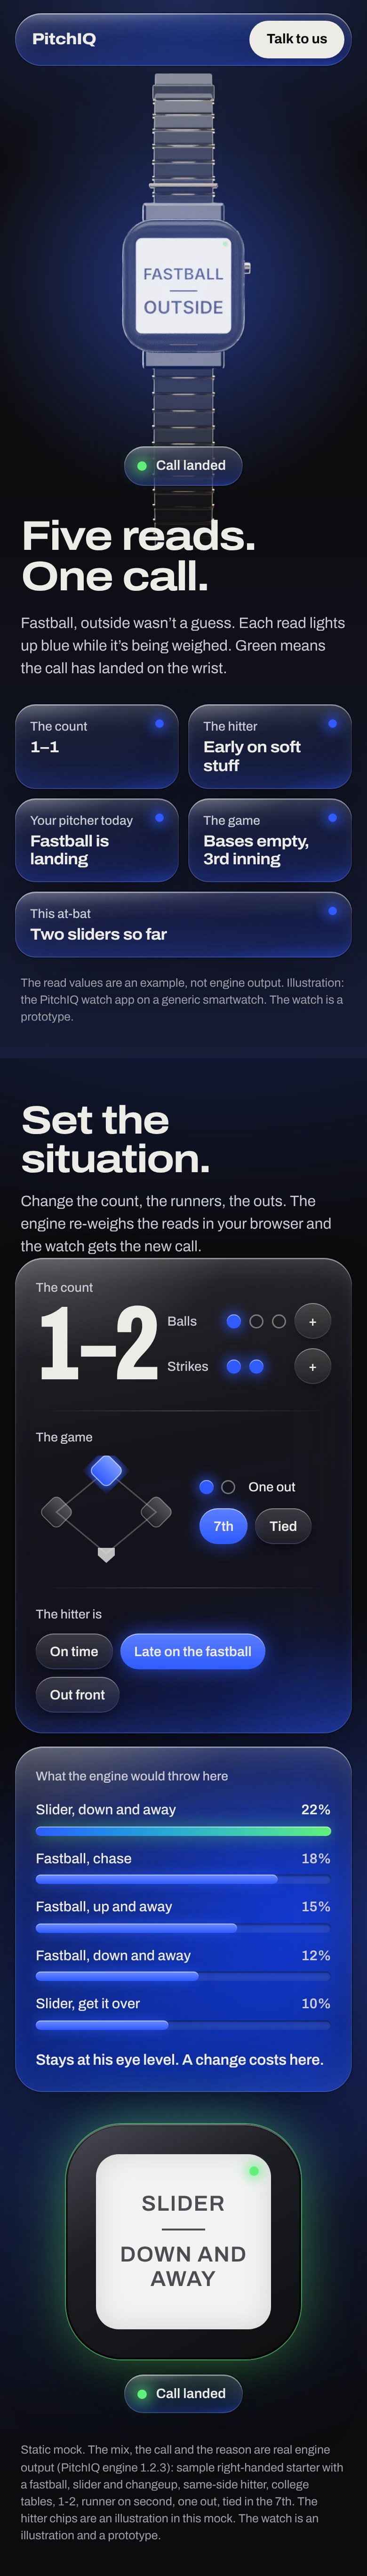 PitchIQ
Talk to us
FASTBALL
OUTSIDE
Call landed
Five reads.
One call.
Fastball, outside wasn’t a guess. Each read lights
up blue while it’s being weighed. Green means
the call has landed on the wrist.
The count
1–1
The hitter
Early on soft
stuff
Your pitcher today
Fastball is
landing
The game
Bases empty,
3rd inning
This at-bat
Two sliders so far
The read values are an example, not engine output. Illustration:
the PitchIQ watch app on a generic smartwatch. The watch is a
prototype.
Set the
situation.
Change the count, the runners, the outs. The
engine re-weighs the reads in your browser and
the watch gets the new call.
The count
1–2
Balls
+
Strikes
+
The game
One out
7th
Tied
The hitter is
On time
Late on the fastball
Out front
What the engine would throw here
Slider, down and away 22%
Fastball, chase 18%
Fastball, up and away 15%
Fastball, down and away 12%
Slider, get it over 10%
Stays at his eye level. A change costs here.
SLIDER
DOWN AND
AWAY
Call landed
Static mock. The mix, the call and the reason are real engine
output (PitchIQ engine 1.2.3): sample right-handed starter with
a fastball, slider and changeup, same-side hitter, college
tables, 1-2, runner on second, one out, tied in the 7th. The
hitter chips are an illustration in this mock. The watch is an
illustration and a prototype.